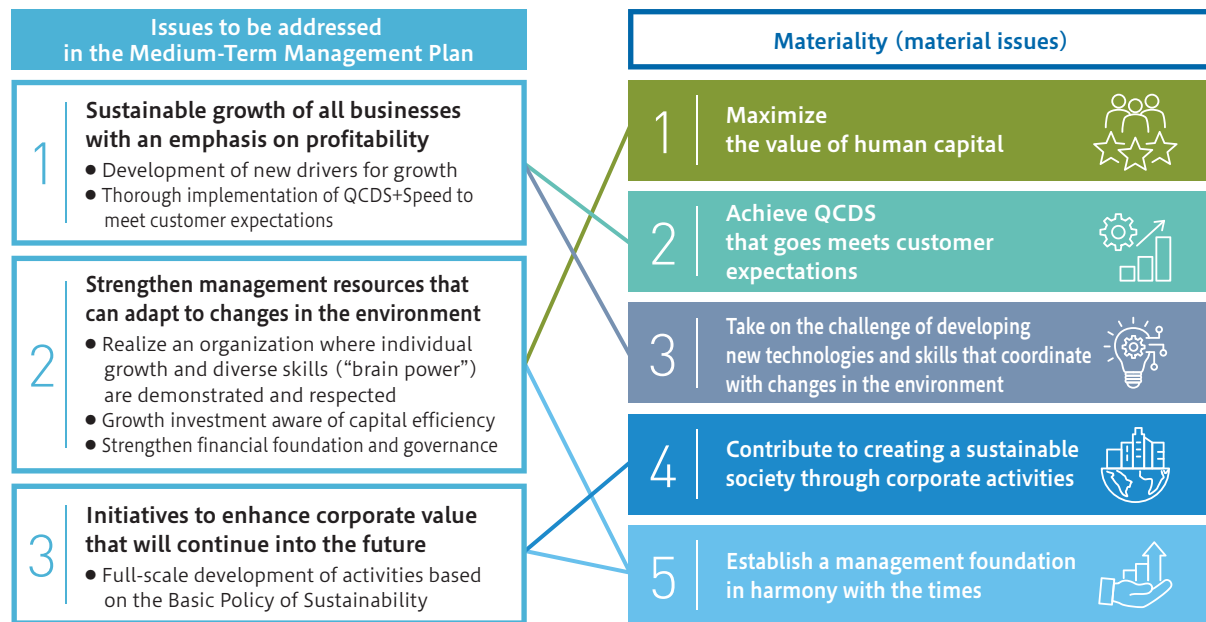 Issues to be addressed
in the Medium-Term Management Plan
1
Sustainable growth of all businesses
with an emphasis on profitability
● Development of new drivers for growth
● Thorough implementation of QCDS+Speed to
meet customer expectations
2
Strengthen management resources that
can adapt to changes in the environment
● Realize an organization where individual
growth and diverse skills (“brain power”)
are demonstrated and respected
● Growth investment aware of capital efficiency
● Strengthen financial foundation and governance
3
Initiatives to enhance corporate value
that will continue into the future
● Full-scale development of activities based
on the Basic Policy of Sustainability
Materiality (material issues)
1
Maximize
the value of human capital
2
Achieve QCDS
that goes meets customer
expectations
3
Take on the challenge of developing
new technologies and skills that coordinate
with changes in the environment
4
Contribute to creating a sustainable
society through corporate activities
5
Establish a management foundation
in harmony with the times